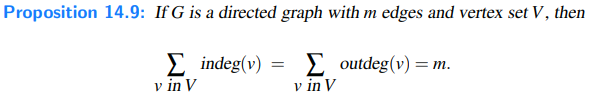 Proposition 14.9: If G is a directed graph with m edges and vertex set V, then
∑ indeg(v) = ∑ outdeg(v) = m.
v in V v in V